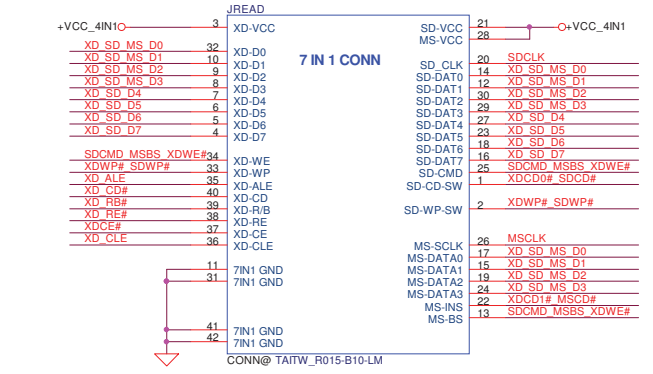 JREAD
+VCC_4IN1 3 XD-VCC SD-VCC 21 +VCC_4IN1
MS-VCC 28
7 IN 1 CONN
XD_SD_MS_D0 32 XD-D0 SD_CLK 20 SDCLK
XD_SD_MS_D1 10 XD-D1 SD-DAT0 14 XD_SD_MS_D0
XD_SD_MS_D2 9 XD-D2 SD-DAT1 12 XD_SD_MS_D1
XD_SD_MS_D3 8 XD-D3 SD-DAT2 30 XD_SD_MS_D2
XD_SD_D4 7 XD-D4 SD-DAT3 29 XD_SD_MS_D3
XD_SD_D5 6 XD-D5 SD-DAT4 27 XD_SD_D4
XD_SD_D6 5 XD-D6 SD-DAT5 23 XD_SD_D5
XD_SD_D7 4 XD-D7 SD-DAT6 18 XD_SD_D6
SD-DAT7 16 XD_SD_D7
SDCMD_MSBS_XDWE# 34 XD-WE SD-CMD 25 SDCMD_MSBS_XDWE#
XDWP#_SDWP# 33 XD-WP SD-CD-SW 1 XDCD0#_SDCD#
XD_ALE 35 XD-ALE
XD_CD# 40 XD-CD
XD_RB# 39 XD-R/B SD-WP-SW 2 XDWP#_SDWP#
XD_RE# 38 XD-RE
XDCE# 37 XD-CE
XD_CLE 36 XD-CLE MS-SCLK 26 MSCLK
MS-DATA0 17 XD_SD_MS_D0
11 7IN1 GND MS-DATA1 15 XD_SD_MS_D1
31 7IN1 GND MS-DATA2 19 XD_SD_MS_D2
MS-DATA3 24 XD_SD_MS_D3
MS-INS 22 XDCD1#_MSCD#
MS-BS 13 SDCMD_MSBS_XDWE#
41 7IN1 GND
42 7IN1 GND
CONN@ TAITW_R015-B10-LM